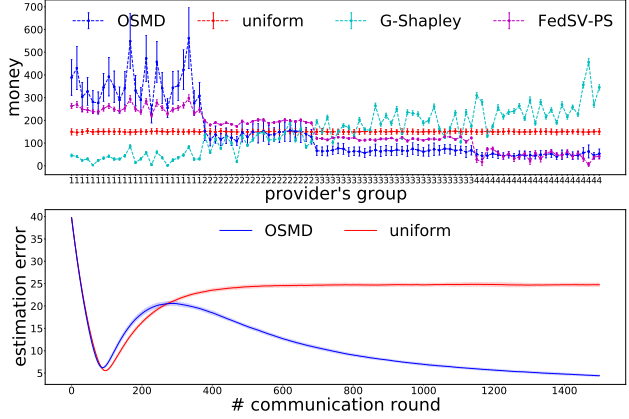 700
600
500
400
300
200
100
0
money
OSMD uniform G-Shapley FedSV-PS
provider's group
40
35
30
25
20
15
10
5
estimation error
OSMD uniform
0 200 400 600 800 1000 1200 1400
# communication round